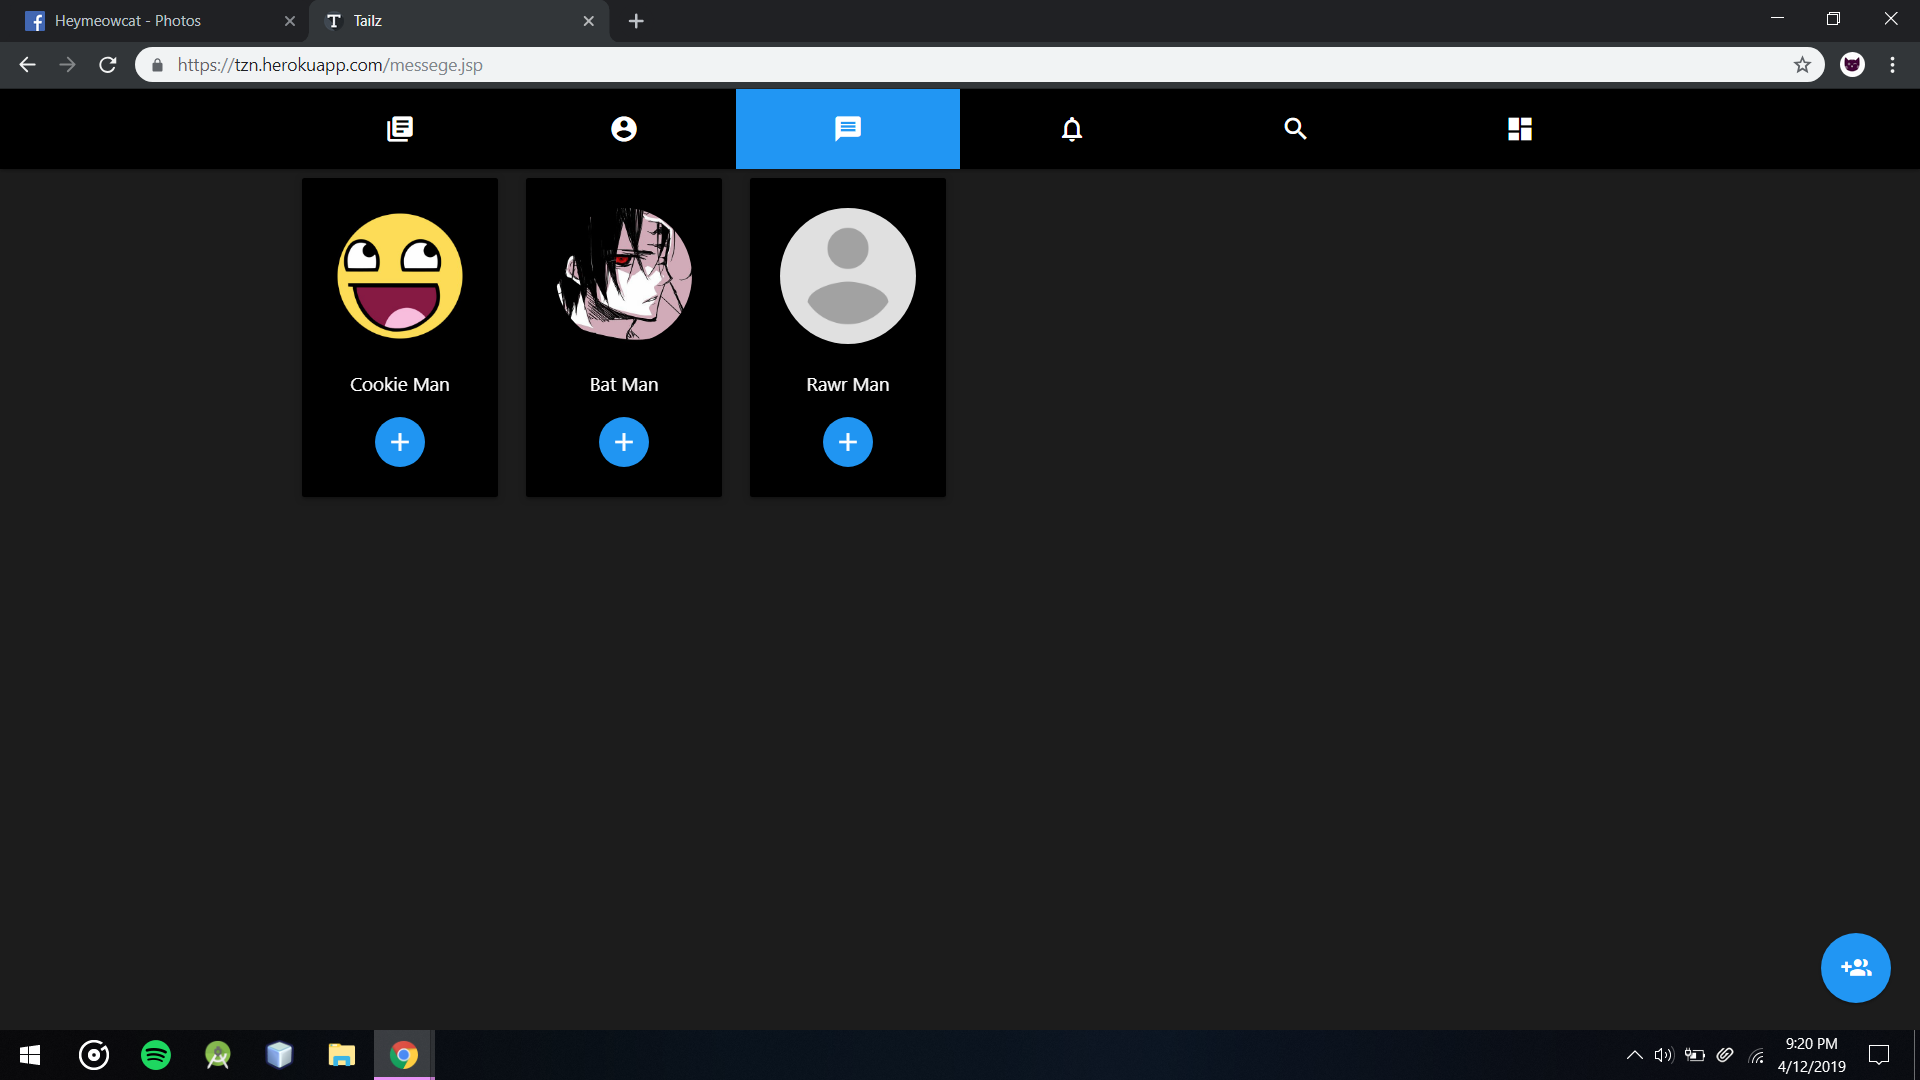 Heymeowcat - Photos
T Tailz
https://tzn.herokuapp.com/messege.jsp
Cookie Man
Bat Man
Rawr Man
9:20 PM
4/12/2019